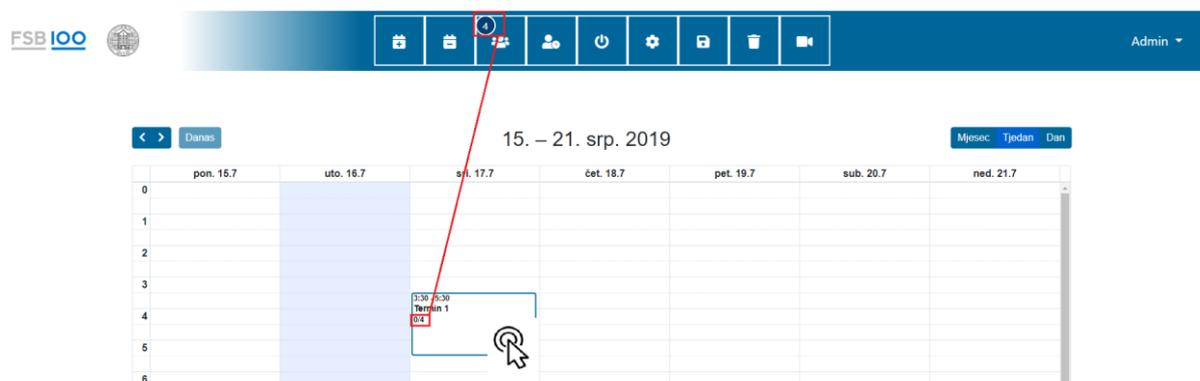 4
FSB 100
Admin
Danas
15. – 21. srp. 2019
Mjesec Tjedan Dan
pon. 15.7 uto. 16.7 sri. 17.7 čet. 18.7 pet. 19.7 sub. 20.7 ned. 21.7
0
1
2
3
3:30 - 5:30
Termin 1
4
0/4
5
6